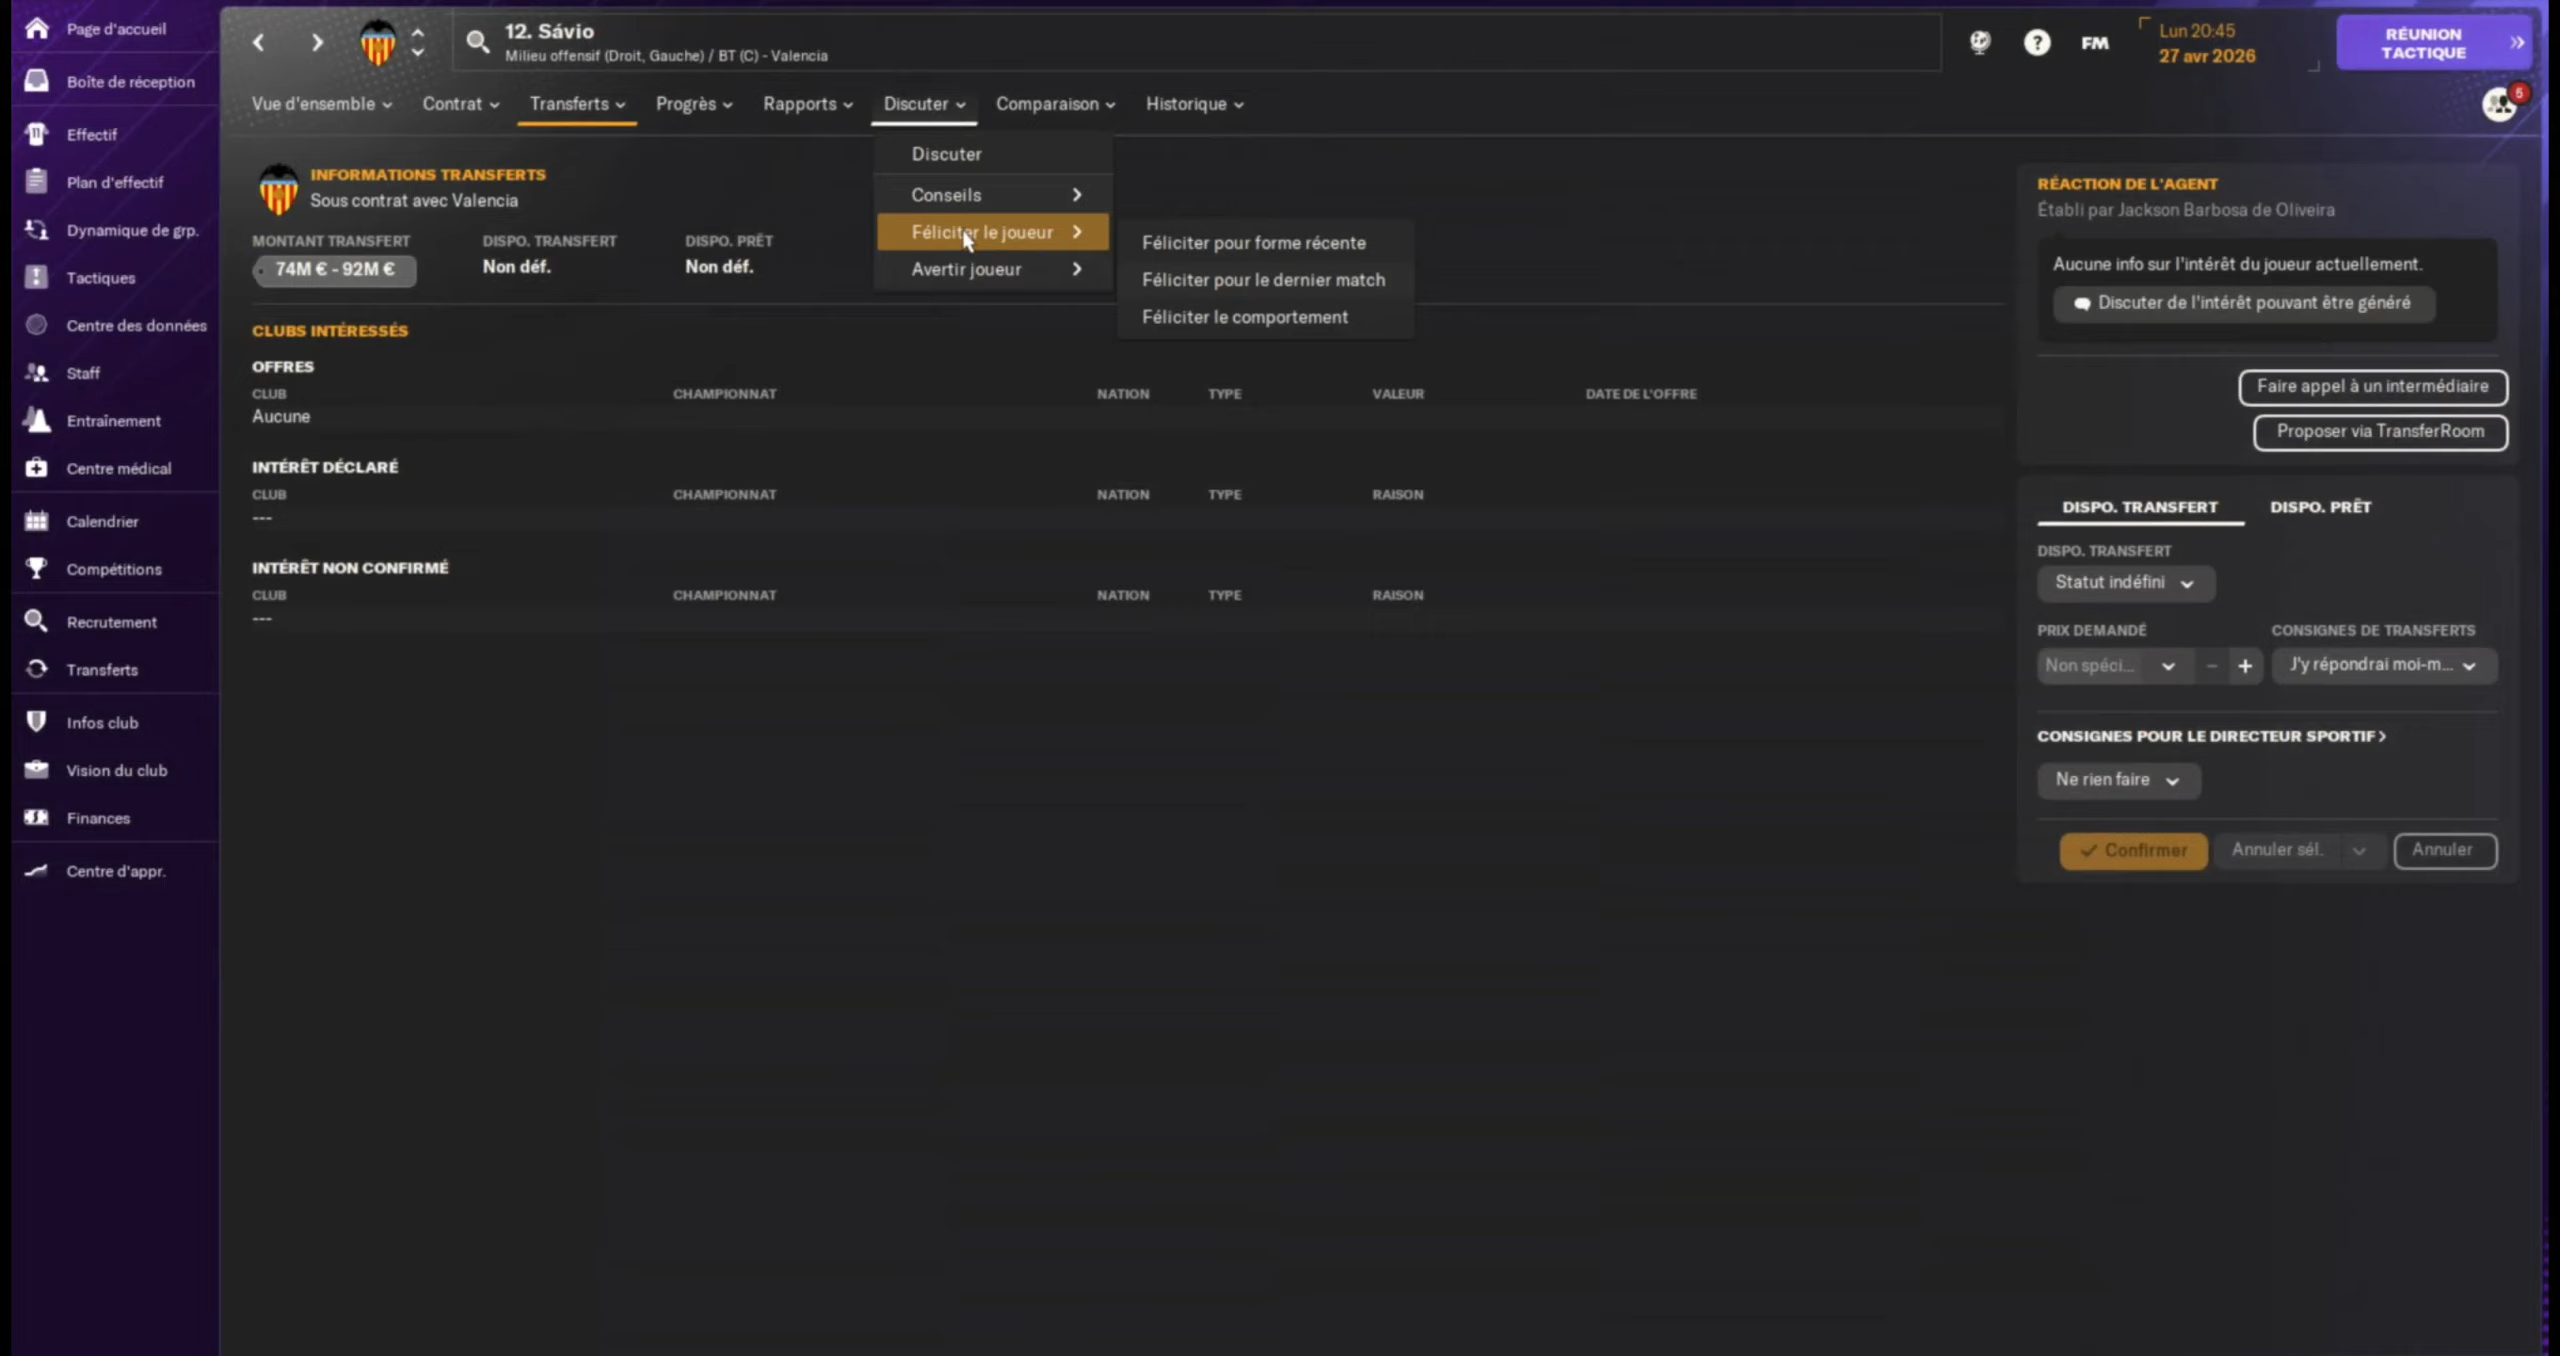 Page d'accueil
Boîte de réception
Effectif
Plan d'effectif
Dynamique de grp.
Tactiques
Centre des données
Staff
Entraînement
Centre médical
Calendrier
Compétitions
Recrutement
Transferts
Infos club
Vision du club
Finances
Centre d'appr.
12. Sávio
Milieu offensif (Droit, Gauche) / BT (C) - Valencia
FM
Lun 20:45
27 avr 2026
RÉUNION
TACTIQUE
Vue d'ensemble Contrat Transferts Progrès Rapports Discuter Comparaison Historique
5
Discuter
Conseils
Féliciter le joueur
Avertir joueur
Féliciter pour forme récente
Féliciter pour le dernier match
Féliciter le comportement
INFORMATIONS TRANSFERTS
Sous contrat avec Valencia
MONTANT TRANSFERT DISPO. TRANSFERT DISPO. PRÊT
74M € - 92M € Non déf. Non déf.
CLUBS INTÉRESSÉS
OFFRES
CLUB CHAMPIONNAT NATION TYPE VALEUR DATE DE L'OFFRE
Aucune
INTÉRÊT DÉCLARÉ
CLUB CHAMPIONNAT NATION TYPE RAISON
---
INTÉRÊT NON CONFIRMÉ
CLUB CHAMPIONNAT NATION TYPE RAISON
---
RÉACTION DE L'AGENT
Établi par Jackson Barbosa de Oliveira
Aucune info sur l'intérêt du joueur actuellement.
Discuter de l'intérêt pouvant être généré
Faire appel à un intermédiaire
Proposer via TransferRoom
DISPO. TRANSFERT DISPO. PRÊT
DISPO. TRANSFERT
Statut indéfini
PRIX DEMANDÉ CONSIGNES DE TRANSFERTS
Non spéci... - + J'y répondrai moi-m...
CONSIGNES POUR LE DIRECTEUR SPORTIF >
Ne rien faire
Confirmer Annuler sél. Annuler